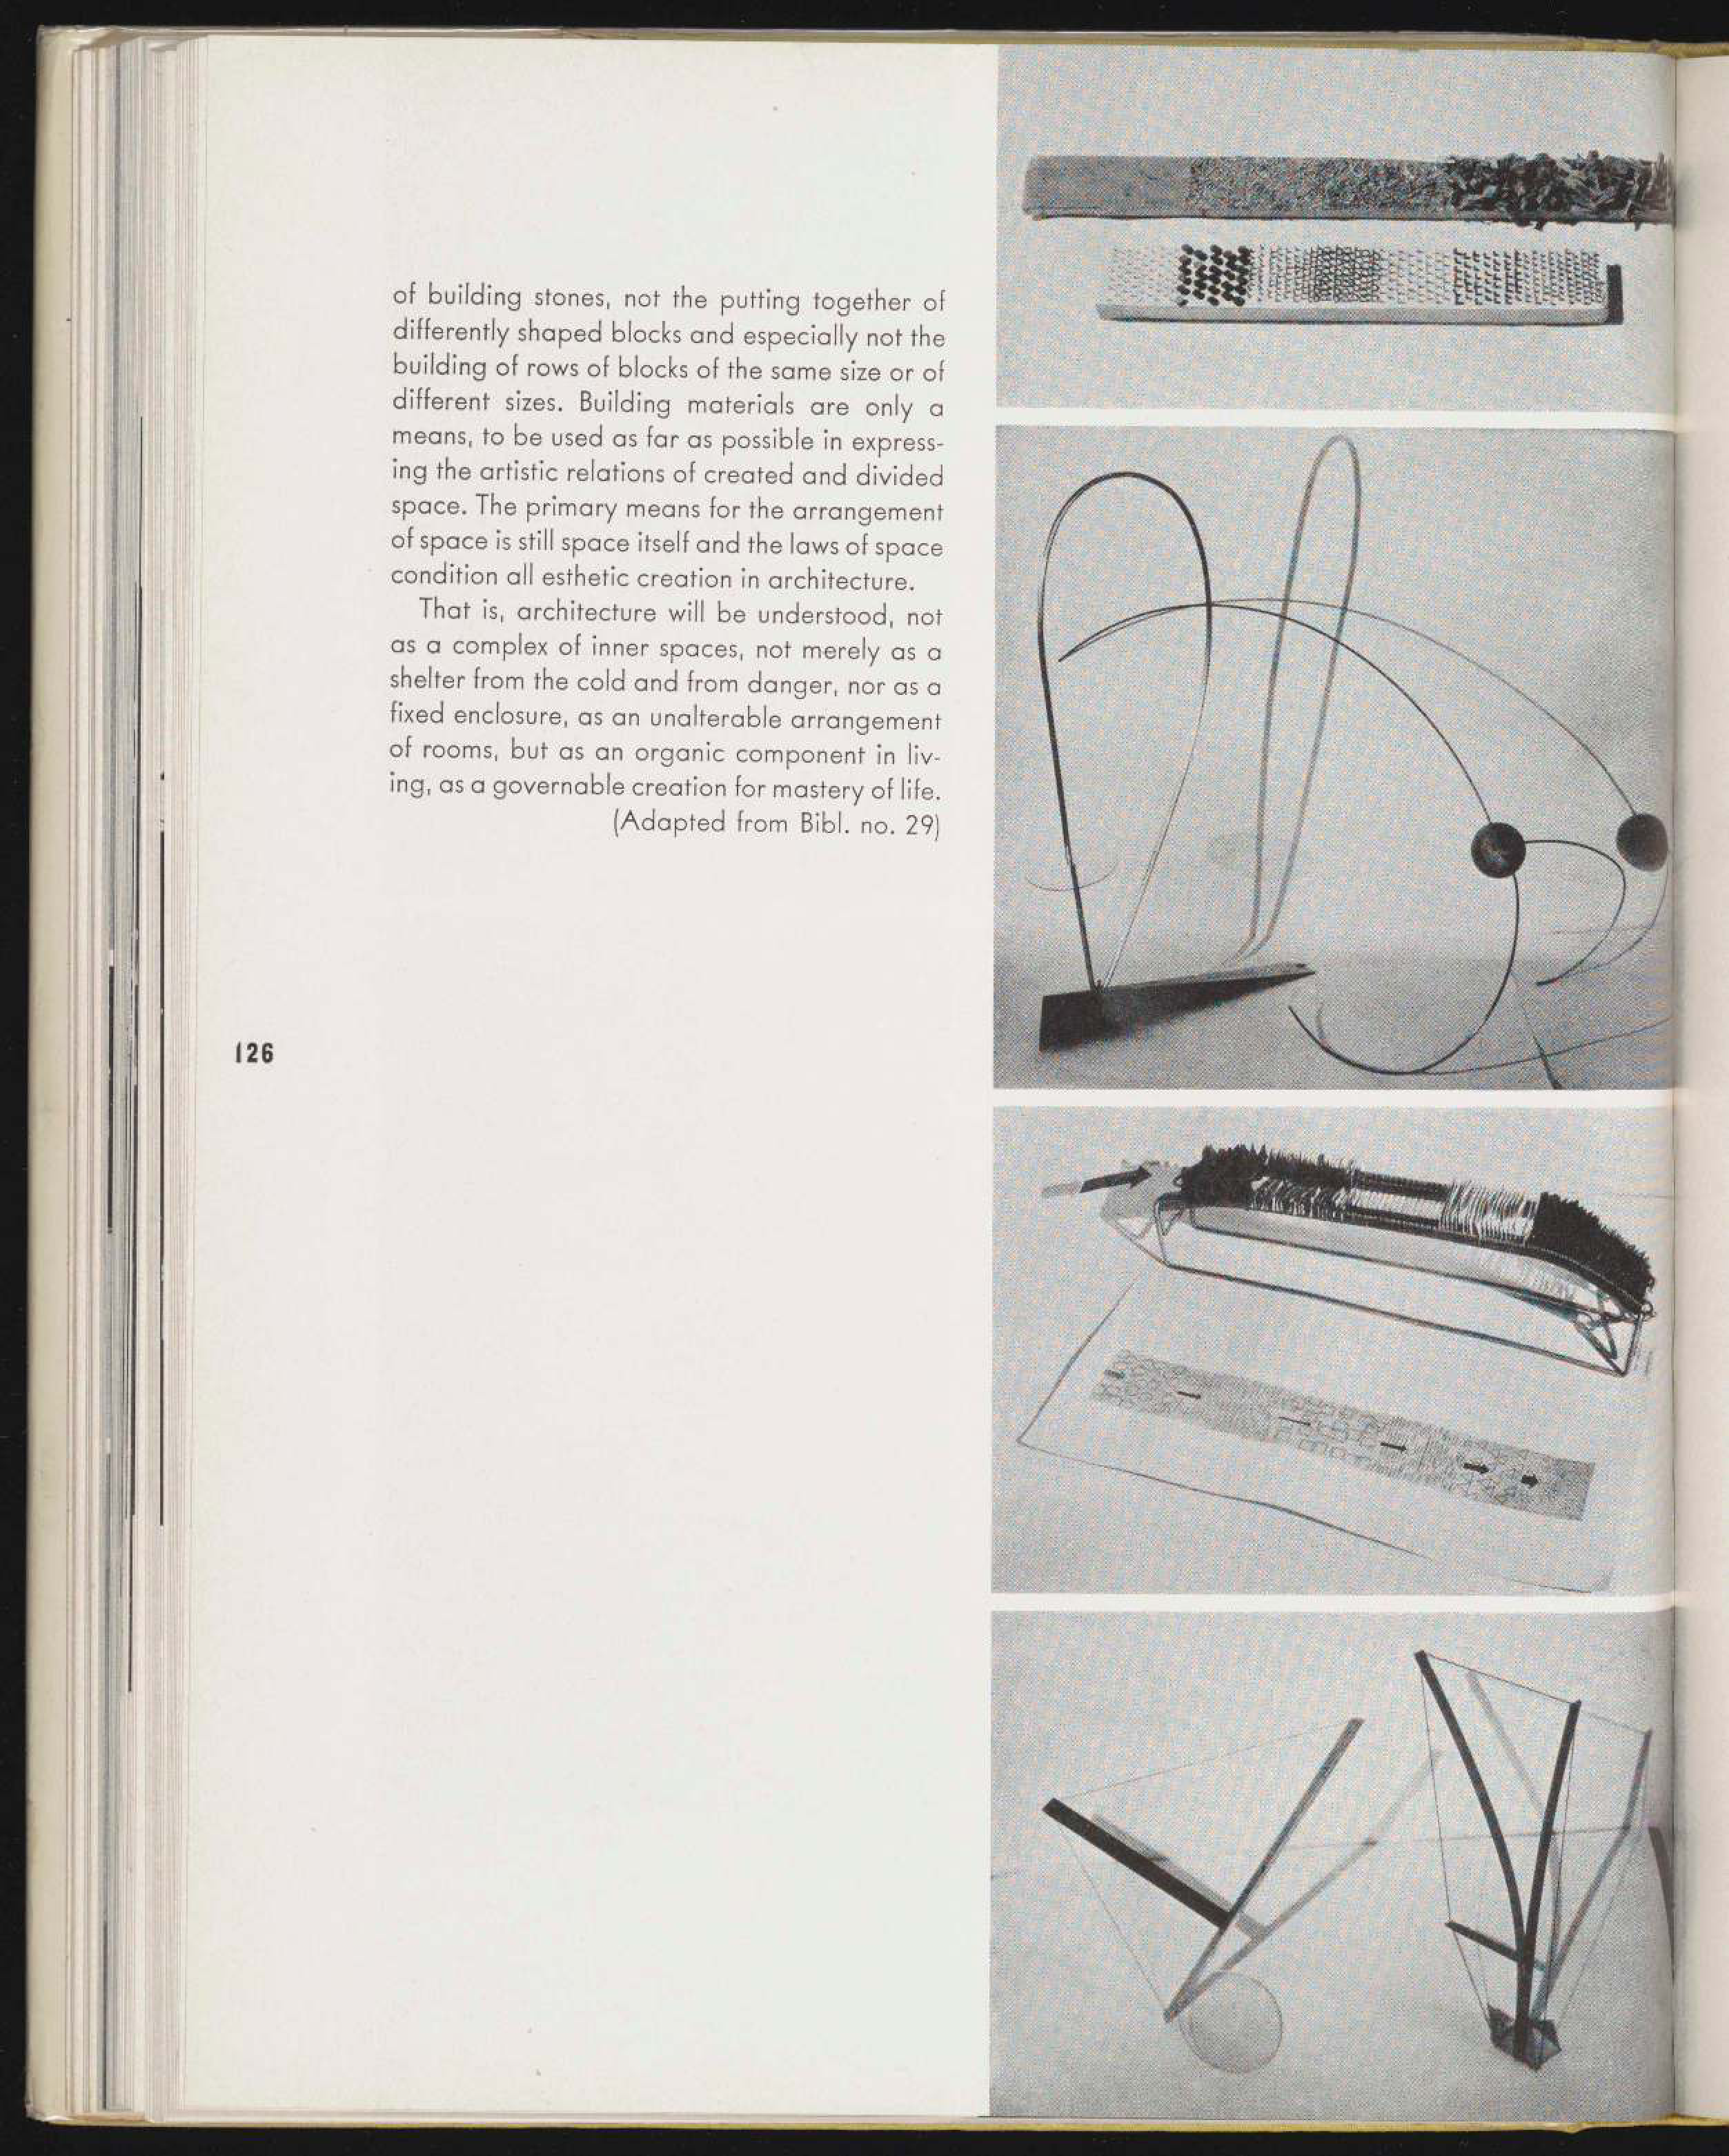 of building stones, not the putting together of
differently shaped blocks and especially not the
building of rows of blocks of the same size or of
different sizes. Building materials are only a
means, to be used as far as possible in express-
ing the artistic relations of created and divided
space. The primary means for the arrangement
of space is still space itself and the laws of space
condition all esthetic creation in architecture.
That is, architecture will be understood, not
as a complex of inner spaces, not merely as a
shelter from the cold and from danger, nor as a
fixed enclosure, as an unalterable arrangement
of rooms, but as an organic component in liv-
ing, as a governable creation for mastery of life.
(Adapted from Bibl. no. 29)
126